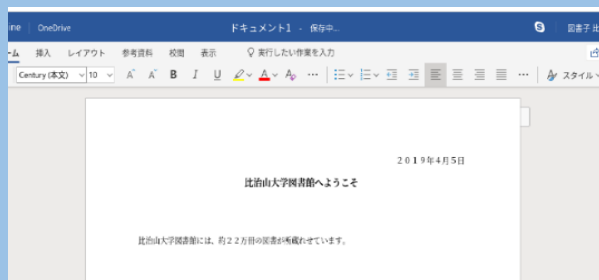 ine OneDrive ドキュメント1 - 保存中... 図書子 比
ーム 挿入 レイアウト 参考資料 校閲 表示 実行したい作業を入力
Century (本文) 10 A A B I U A A ... スタイル
2019年4月5日
比治山大学図書館へようこそ
比治山大学図書館には、約22万冊の図書が所蔵れせています。